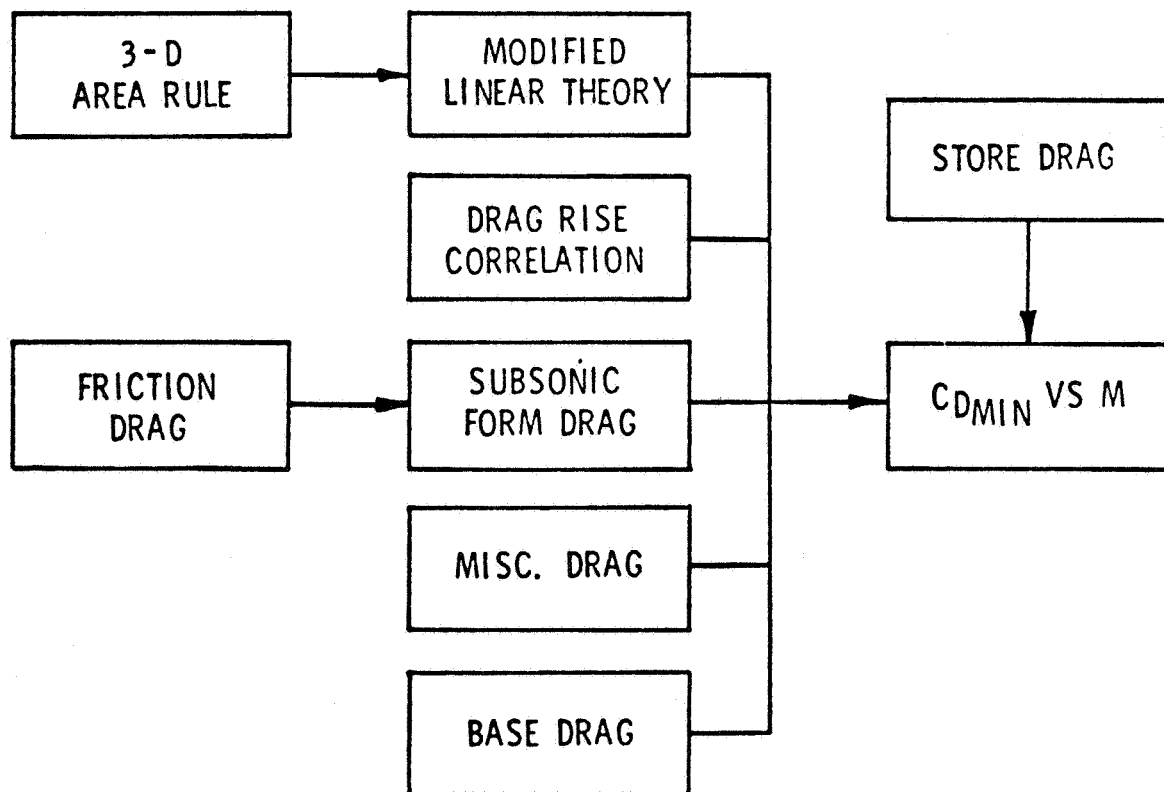 3-D
AREA RULE
MODIFIED
LINEAR THEORY
STORE DRAG
DRAG RISE
CORRELATION
FRICTION
DRAG
SUBSONIC
FORM DRAG
CDMIN VS M
MISC. DRAG
BASE DRAG